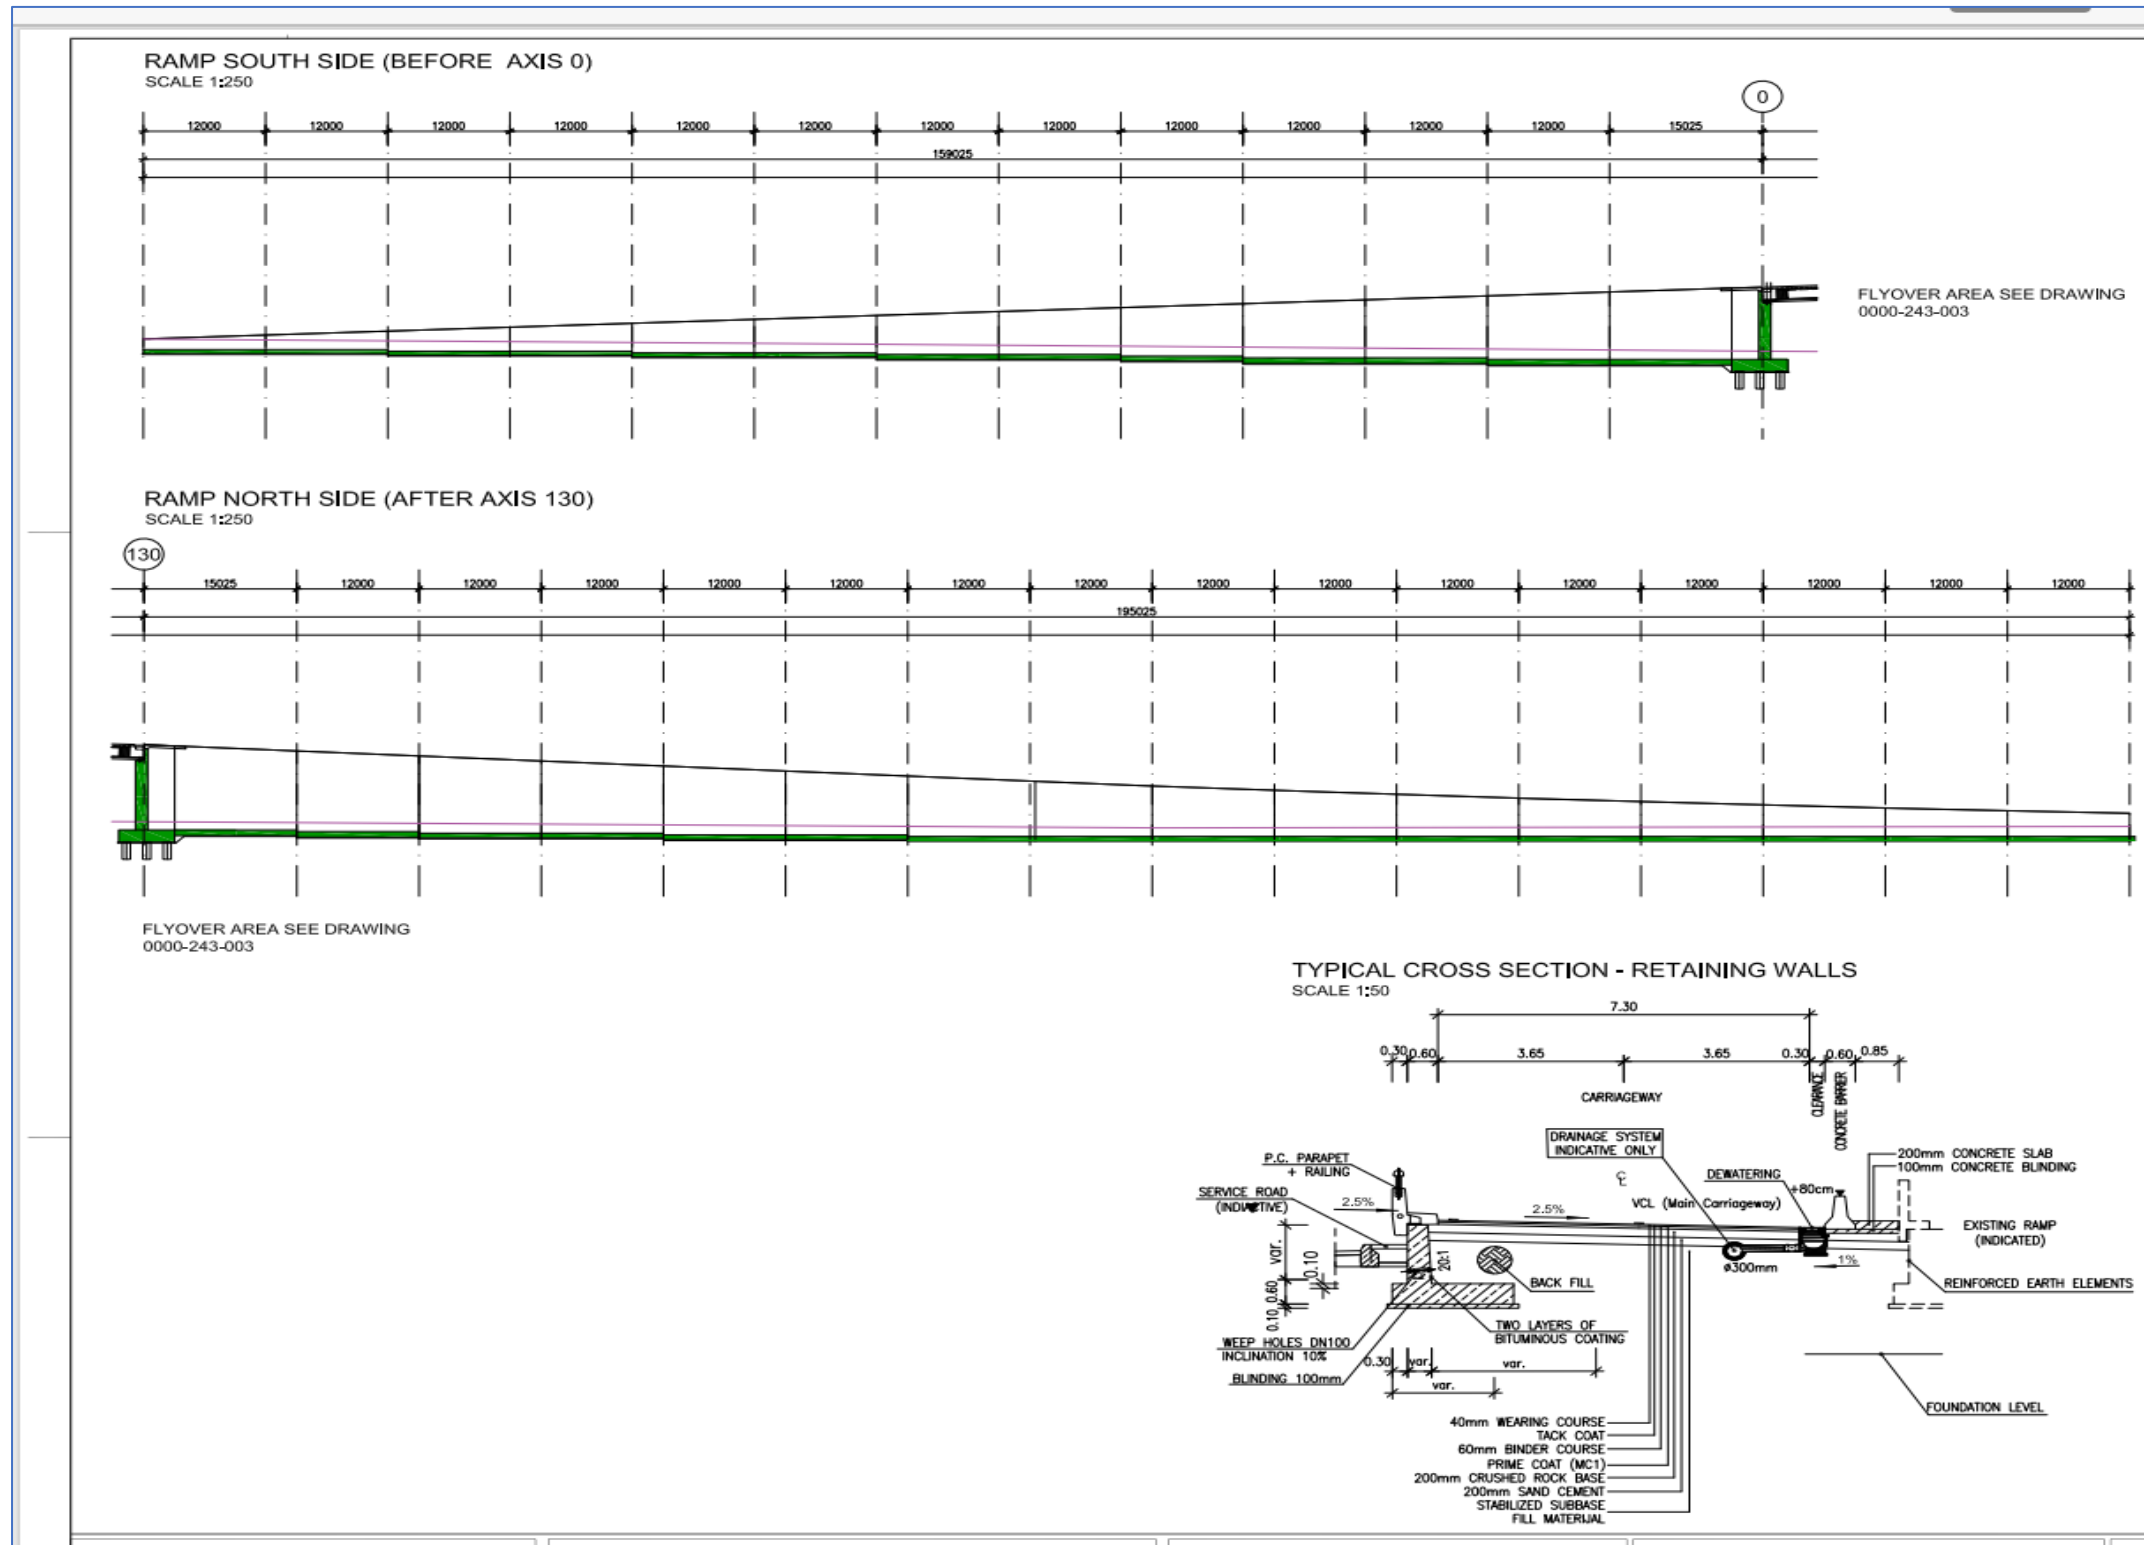 RAMP SOUTH SIDE (BEFORE AXIS 0)
SCALE 1:250
0
12000 12000 12000 12000 12000 12000 12000 12000 12000 12000 12000 12000 15025
159025
FLYOVER AREA SEE DRAWING
0000-243-003
RAMP NORTH SIDE (AFTER AXIS 130)
SCALE 1:250
130
15025 12000 12000 12000 12000 12000 12000 12000 12000 12000 12000 12000 12000 12000 12000 12000
195025
FLYOVER AREA SEE DRAWING
0000-243-003
TYPICAL CROSS SECTION - RETAINING WALLS
SCALE 1:50
7.30
0.30 0.60 3.65 3.65 0.30 0.60 0.85
CARRIAGEWAY
CLEARANCE
CONCRETE BARRIER
DRAINAGE SYSTEM
INDICATIVE ONLY
P.C. PARAPET
+ RAILING
SERVICE ROAD
(INDICATIVE)
2.5%
2.5%
℄
VCL (Main Carriageway)
DEWATERING
+80cm
200mm CONCRETE SLAB
100mm CONCRETE BLINDING
EXISTING RAMP
(INDICATED)
var.
0.10
0.60
0.10
20:1
ø300mm
1%
BACK FILL
REINFORCED EARTH ELEMENTS
TWO LAYERS OF
BITUMINOUS COATING
WEEP HOLES DN100
INCLINATION 10%
BLINDING 100mm
0.30 var. var.
var.
FOUNDATION LEVEL
40mm WEARING COURSE
TACK COAT
60mm BINDER COURSE
PRIME COAT (MC1)
200mm CRUSHED ROCK BASE
200mm SAND CEMENT
STABILIZED SUBBASE
FILL MATERIAL